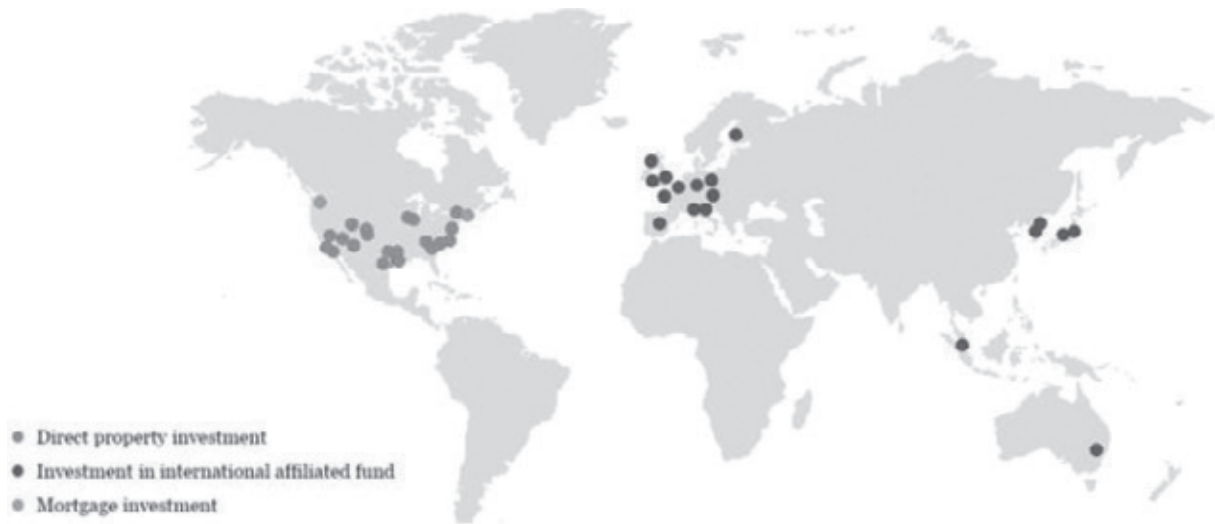 Direct property investment
Investment in international affiliated fund
Mortgage investment